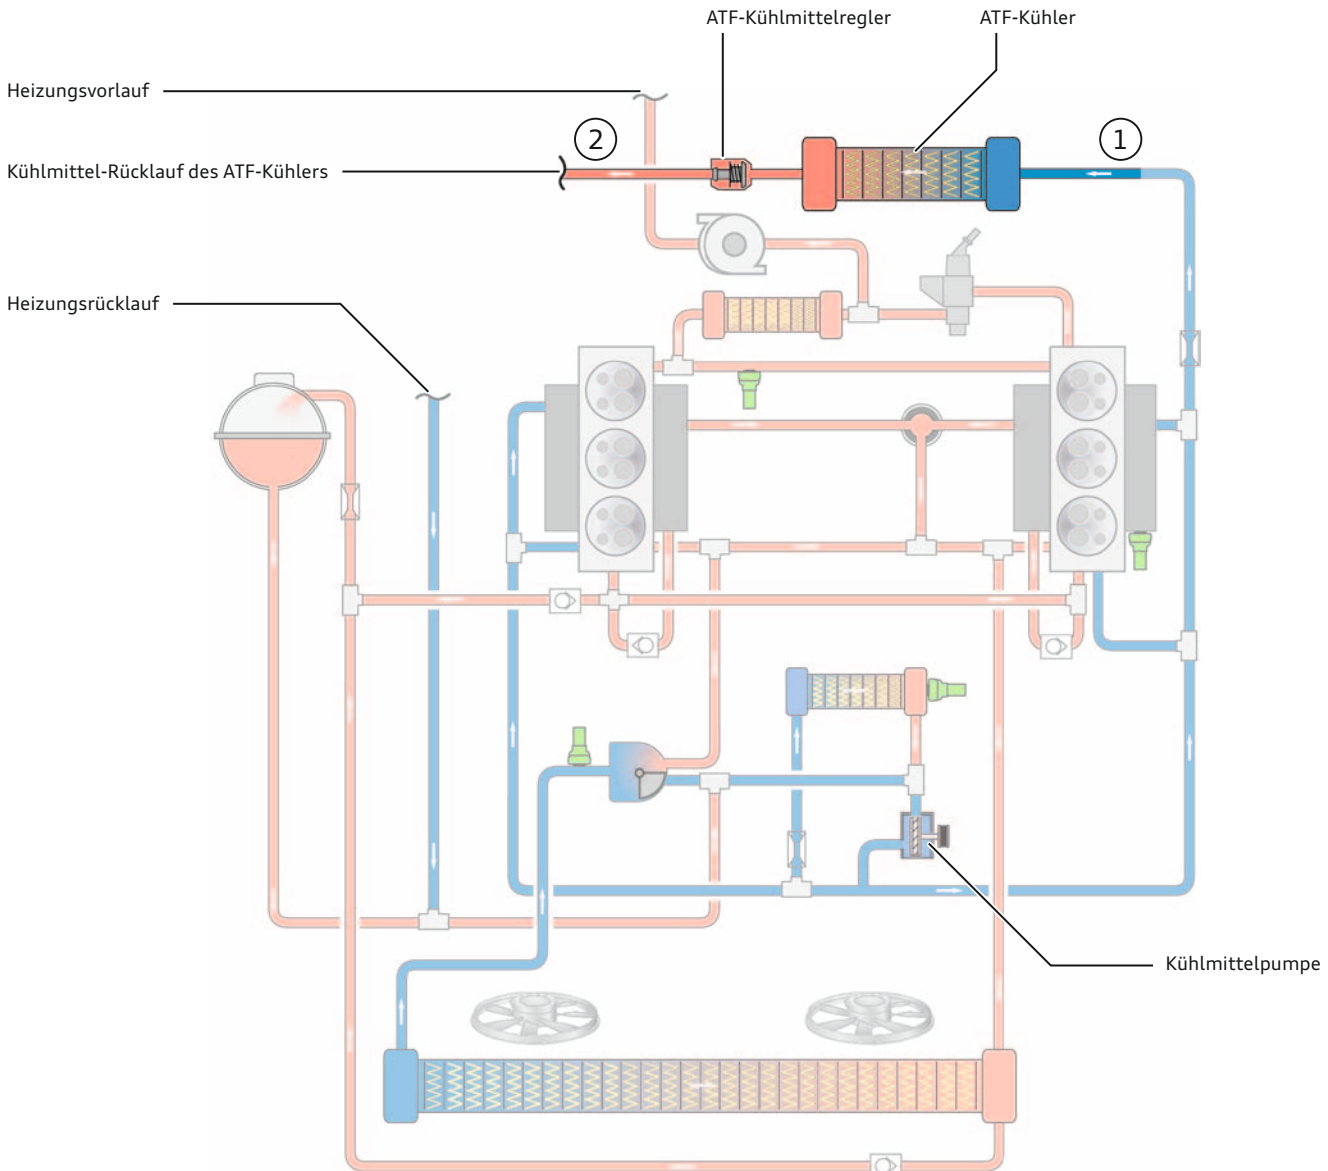 ATF-Kühlmittelregler
ATF-Kühler
Heizungsvorlauf
2
1
Kühlmittel-Rücklauf des ATF-Kühlers
Heizungsrücklauf
Kühlmittelpumpe